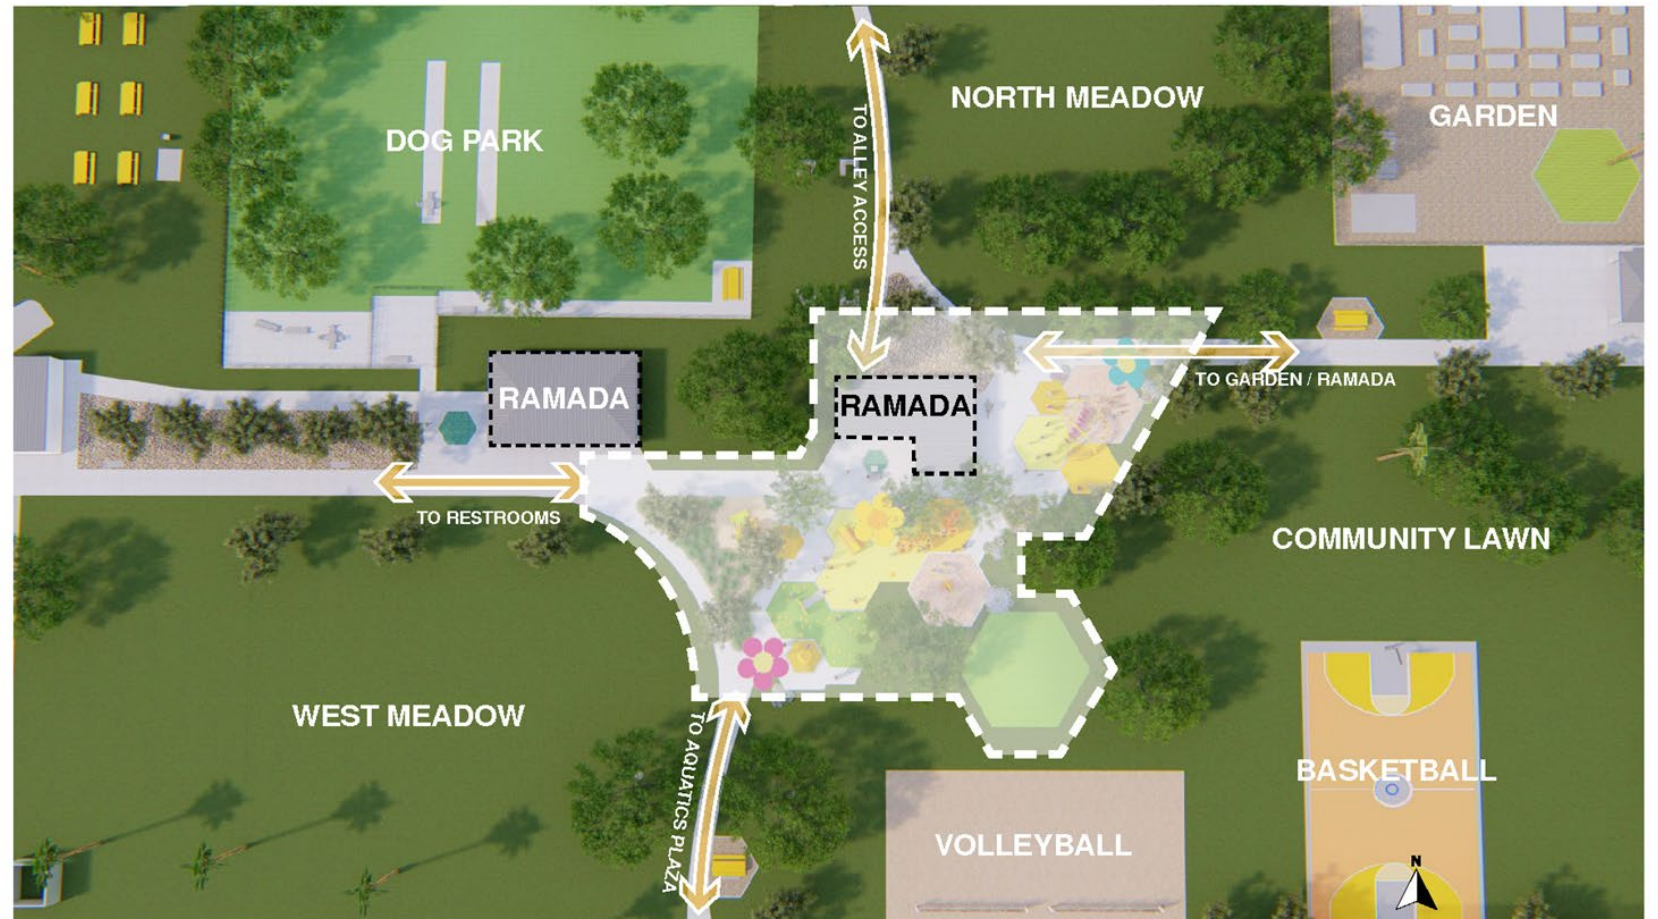 NORTH MEADOW
GARDEN
DOG PARK
TO ALLEY ACCESS
TO GARDEN / RAMADA
RAMADA
RAMADA
TO RESTROOMS
COMMUNITY LAWN
WEST MEADOW
TO AQUATICS PLAZA
BASKETBALL
VOLLEYBALL
N